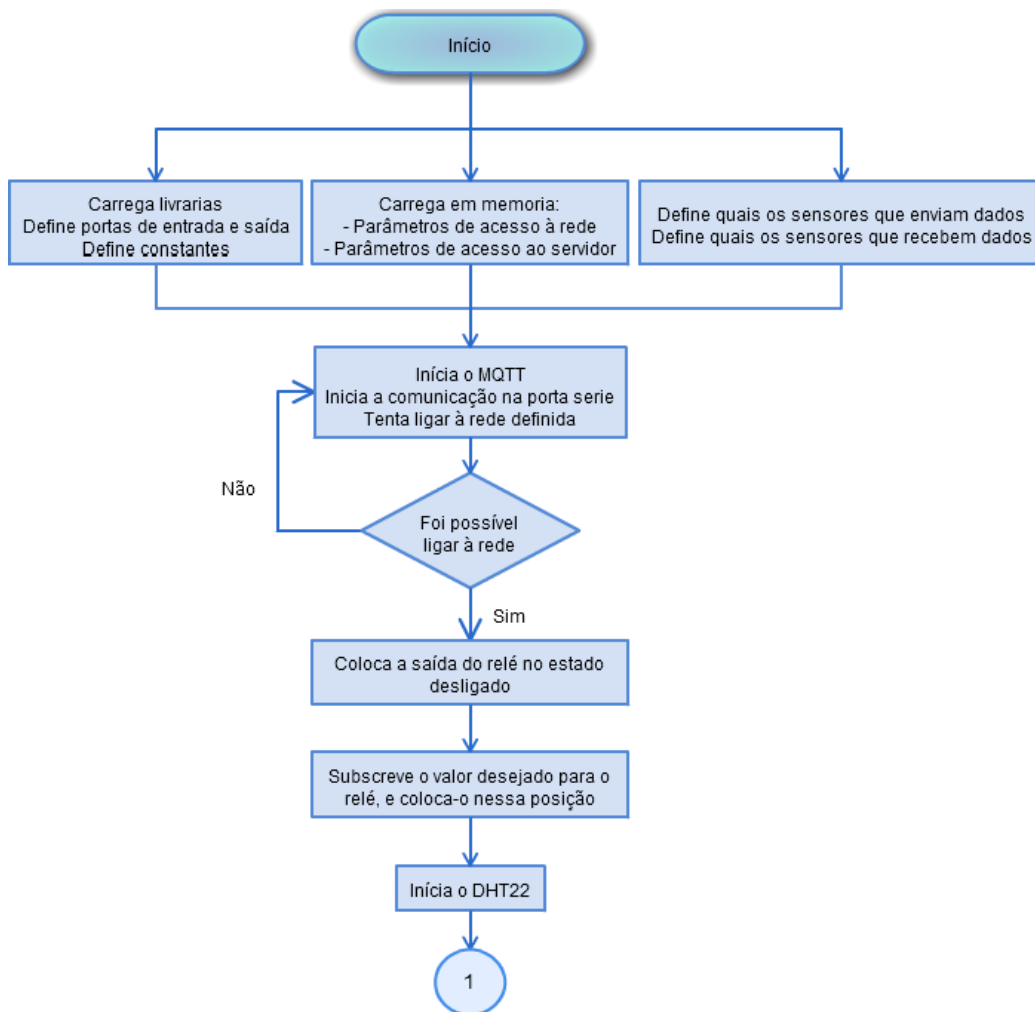 Início
Carrega livrarias
Define portas de entrada e saída
Define constantes
Carrega em memoria:
- Parâmetros de acesso à rede
- Parâmetros de acesso ao servidor
Define quais os sensores que enviam dados
Define quais os sensores que recebem dados
Inícia o MQTT
Inicia a comunicação na porta serie
Tenta ligar à rede definida
Não
Foi possível
ligar à rede
Sim
Coloca a saída do relé no estado
desligado
Subscreve o valor desejado para o
relé, e coloca-o nessa posição
Inícia o DHT22
1